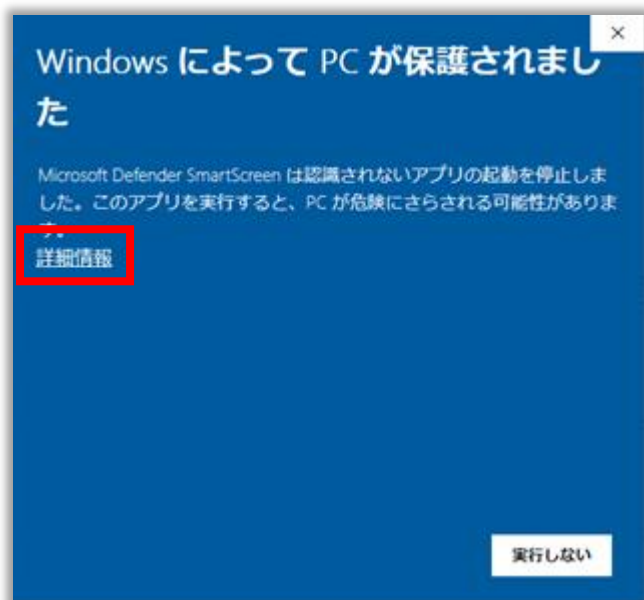 Windows によって PC が保護されまし
た
Microsoft Defender SmartScreen は認識されないアプリの起動を停止しま
した。このアプリを実行すると、PC が危険にさらされる可能性がありま
す。
詳細情報
実行しない